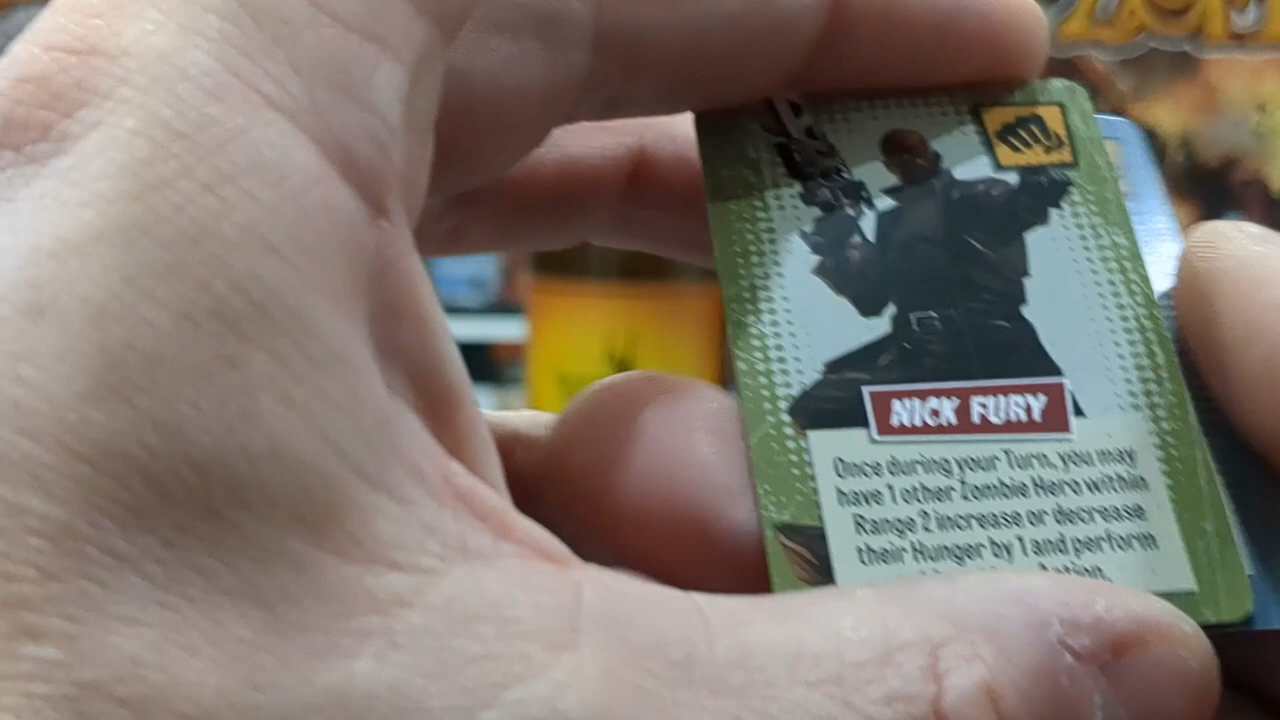 NICK FURY
Once during your Turn, you may
have 1 other Zombie Hero within
Range 2 increase or decrease
their Hunger by 1 and perform
Action.